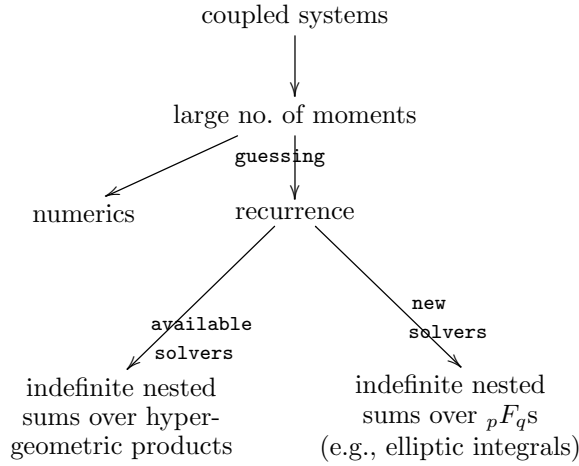 coupled systems
large no. of moments
guessing
numerics
recurrence
available
solvers
new
solvers
indefinite nested
sums over hyper-
geometric products
indefinite nested
sums over pFqs
(e.g., elliptic integrals)